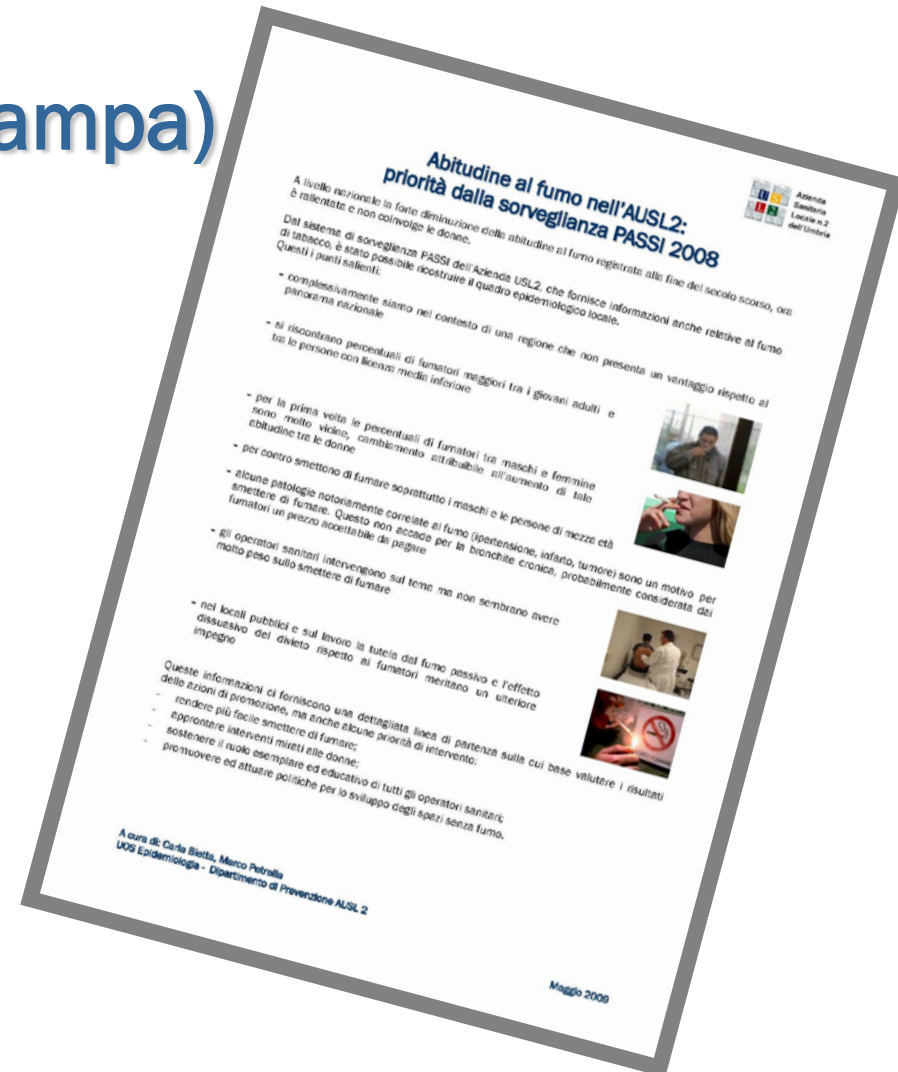 ampa)
Abitudine al fumo nell'AUSL2:
priorità dalla sorveglianza PASSI 2008
Azienda
Sanitaria
Locale n.2
dell'Umbria
A livello nazionale la forte diminuzione della abitudine al fumo registrata alla fine del secolo scorso, ora
è rallentata e non coinvolge le donne.
Dal sistema di sorveglianza PASSI dell'Azienda USL2, che fornisce informazioni anche relative al fumo
di tabacco, è stato possibile ricostruire il quadro epidemiologico locale.
Questi i punti salienti:
- complessivamente siamo nel contesto di una regione che non presenta un vantaggio rispetto al
panorama nazionale
- si riscontrano percentuali di fumatori maggiori tra i giovani adulti e
tra le persone con licenza media inferiore
- per la prima volta le percentuali di fumatori tra maschi e femmine
sono molto vicine, cambiamento attribuibile all'aumento di tale
abitudine tra le donne
- per contro smettono di fumare soprattutto i maschi e le persone di mezza età
- alcune patologie notoriamente correlate al fumo (ipertensione, infarto, tumore) sono un motivo per
smettere di fumare. Questo non accade per la bronchite cronica, probabilmente considerata dai
fumatori un prezzo accettabile da pagare
- gli operatori sanitari intervengono sul tema ma non sembrano avere
molto peso sullo smettere di fumare
- nei locali pubblici e sul lavoro la tutela dal fumo passivo e l'effetto
dissuasivo del divieto rispetto ai fumatori meritano un ulteriore
impegno
Queste informazioni ci forniscono una dettagliata linea di partenza sulla cui base valutare i risultati
delle azioni di promozione, ma anche alcune priorità di intervento:
- rendere più facile smettere di fumare;
- approntare interventi mirati alle donne;
- sostenere il ruolo esemplare ed educativo di tutti gli operatori sanitari;
- promuovere ed attuare politiche per lo sviluppo degli spazi senza fumo.
A cura di: Carla Bietta, Marco Petrella
UOS Epidemiologia - Dipartimento di Prevenzione AUSL 2
Maggio 2009